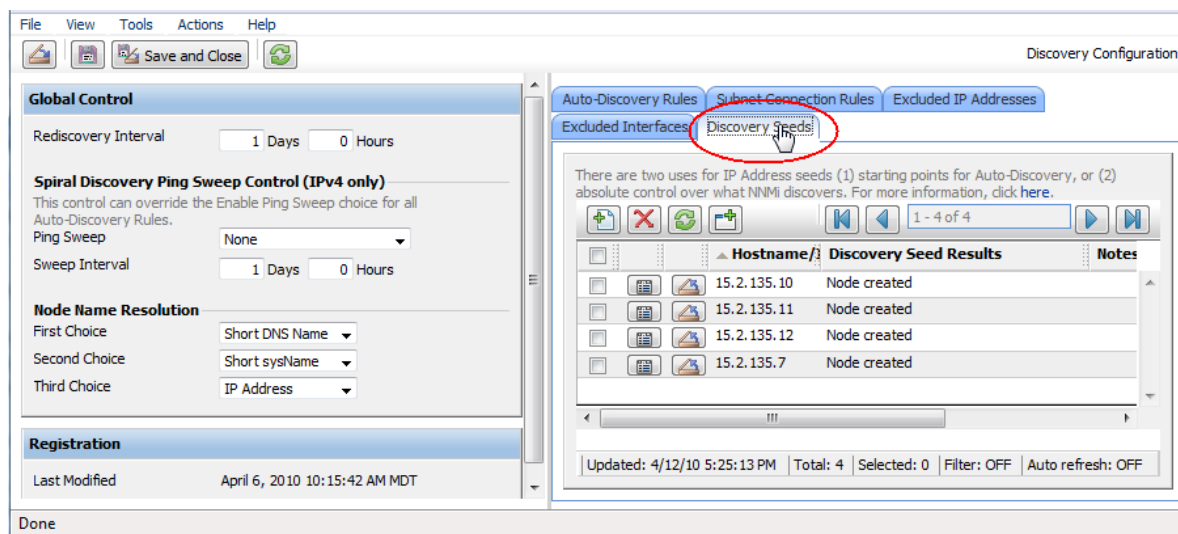 File View Tools Actions Help
Save and Close
Discovery Configuration
Global Control
Rediscovery Interval 1 Days 0 Hours
Spiral Discovery Ping Sweep Control (IPv4 only)
This control can override the Enable Ping Sweep choice for all
Auto-Discovery Rules.
Ping Sweep None
Sweep Interval 1 Days 0 Hours
Node Name Resolution
First Choice Short DNS Name
Second Choice Short sysName
Third Choice IP Address
Registration
Last Modified April 6, 2010 10:15:42 AM MDT
Auto-Discovery Rules Subnet Connection Rules Excluded IP Addresses
Excluded Interfaces Discovery Seeds
There are two uses for IP Address seeds (1) starting points for Auto-Discovery, or (2)
absolute control over what NNMi discovers. For more information, click here.
1 - 4 of 4
Hostname/ Discovery Seed Results Notes
15.2.135.10 Node created
15.2.135.11 Node created
15.2.135.12 Node created
15.2.135.7 Node created
Updated: 4/12/10 5:25:13 PM Total: 4 Selected: 0 Filter: OFF Auto refresh: OFF
Done